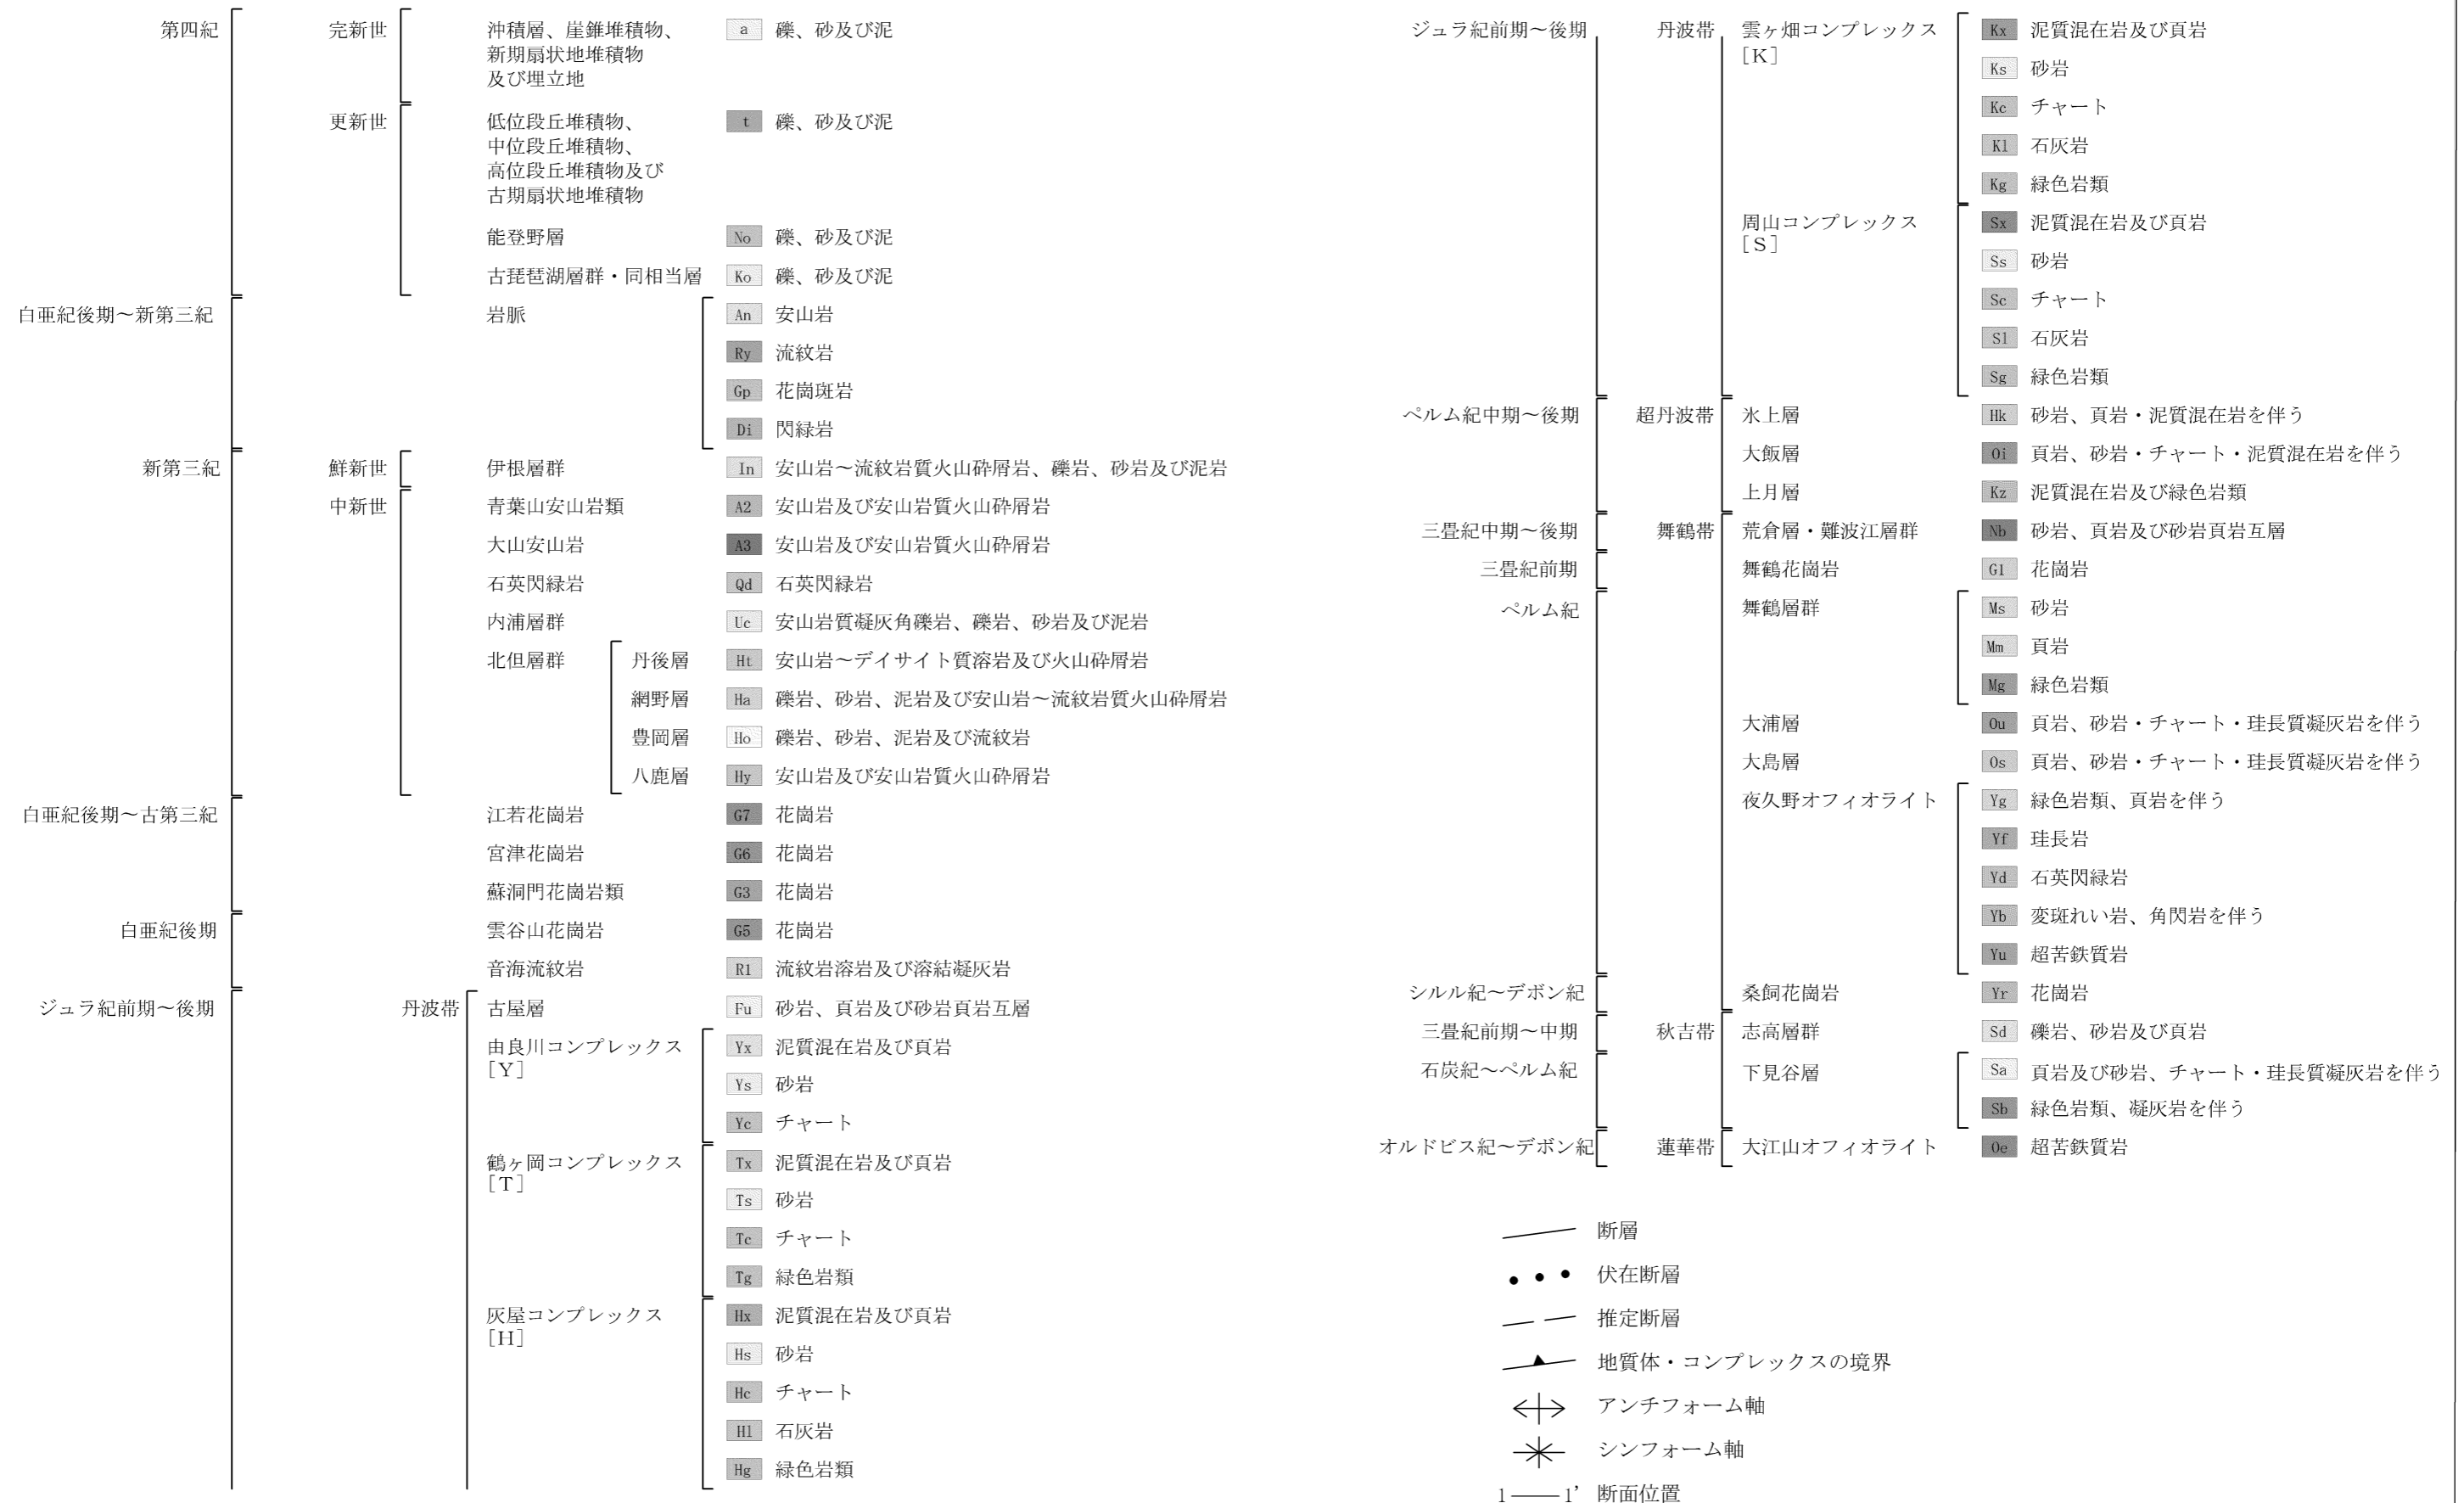 第四紀
完新世
沖積層、崖錐堆積物、
新期扇状地堆積物
及び埋立地
a 礫、砂及び泥
更新世
低位段丘堆積物、
中位段丘堆積物、
高位段丘堆積物及び
古期扇状地堆積物
t 礫、砂及び泥
能登野層 No 礫、砂及び泥
古琵琶湖層群・同相当層 Ko 礫、砂及び泥
白亜紀後期～新第三紀 岩脈 An 安山岩
Ry 流紋岩
Gp 花崗斑岩
Di 閃緑岩
新第三紀 鮮新世 伊根層群 In 安山岩～流紋岩質火山砕屑岩、礫岩、砂岩及び泥岩
中新世 青葉山安山岩類 A2 安山岩及び安山岩質火山砕屑岩
大山安山岩 A3 安山岩及び安山岩質火山砕屑岩
石英閃緑岩 Qd 石英閃緑岩
内浦層群 Uc 安山岩質凝灰角礫岩、礫岩、砂岩及び泥岩
北但層群 丹後層 Ht 安山岩～デイサイト質溶岩及び火山砕屑岩
網野層 Ha 礫岩、砂岩、泥岩及び安山岩～流紋岩質火山砕屑岩
豊岡層 Ho 礫岩、砂岩、泥岩及び流紋岩
八鹿層 Hy 安山岩及び安山岩質火山砕屑岩
白亜紀後期～古第三紀 江若花崗岩 G7 花崗岩
宮津花崗岩 G6 花崗岩
蘇洞門花崗岩類 G3 花崗岩
白亜紀後期 雲谷山花崗岩 G5 花崗岩
音海流紋岩 R1 流紋岩溶岩及び溶結凝灰岩
ジュラ紀前期～後期 丹波帯 古屋層 Fu 砂岩、頁岩及び砂岩頁岩互層
由良川コンプレックス Yx 泥質混在岩及び頁岩
［Y］
Ys 砂岩
Yc チャート
鶴ヶ岡コンプレックス Tx 泥質混在岩及び頁岩
［T］
Ts 砂岩
Tc チャート
Tg 緑色岩類
灰屋コンプレックス Hx 泥質混在岩及び頁岩
［H］
Hs 砂岩
Hc チャート
Hl 石灰岩
Hg 緑色岩類
ジュラ紀前期～後期 丹波帯 雲ヶ畑コンプレックス Kx 泥質混在岩及び頁岩
［K］
Ks 砂岩
Kc チャート
Kl 石灰岩
Kg 緑色岩類
周山コンプレックス Sx 泥質混在岩及び頁岩
［S］
Ss 砂岩
Sc チャート
Sl 石灰岩
Sg 緑色岩類
ペルム紀中期～後期 超丹波帯 氷上層 Hk 砂岩、頁岩・泥質混在岩を伴う
大飯層 Oi 頁岩、砂岩・チャート・泥質混在岩を伴う
上月層 Kz 泥質混在岩及び緑色岩類
三畳紀中期～後期 舞鶴帯 荒倉層・難波江層群 Nb 砂岩、頁岩及び砂岩頁岩互層
三畳紀前期 舞鶴花崗岩 G1 花崗岩
ペルム紀 舞鶴層群 Ms 砂岩
Mm 頁岩
Mg 緑色岩類
大浦層 Ou 頁岩、砂岩・チャート・珪長質凝灰岩を伴う
大島層 Os 頁岩、砂岩・チャート・珪長質凝灰岩を伴う
夜久野オフィオライト Yg 緑色岩類、頁岩を伴う
Yf 珪長岩
Yd 石英閃緑岩
Yb 変斑れい岩、角閃岩を伴う
Yu 超苦鉄質岩
シルル紀～デボン紀 桑飼花崗岩 Yr 花崗岩
三畳紀前期～中期 秋吉帯 志高層群 Sd 礫岩、砂岩及び頁岩
石炭紀～ペルム紀 下見谷層 Sa 頁岩及び砂岩、チャート・珪長質凝灰岩を伴う
Sb 緑色岩類、凝灰岩を伴う
オルドビス紀～デボン紀 蓮華帯 大江山オフィオライト Oe 超苦鉄質岩
断層
伏在断層
推定断層
地質体・コンプレックスの境界
アンチフォーム軸
シンフォーム軸
1 1’ 断面位置